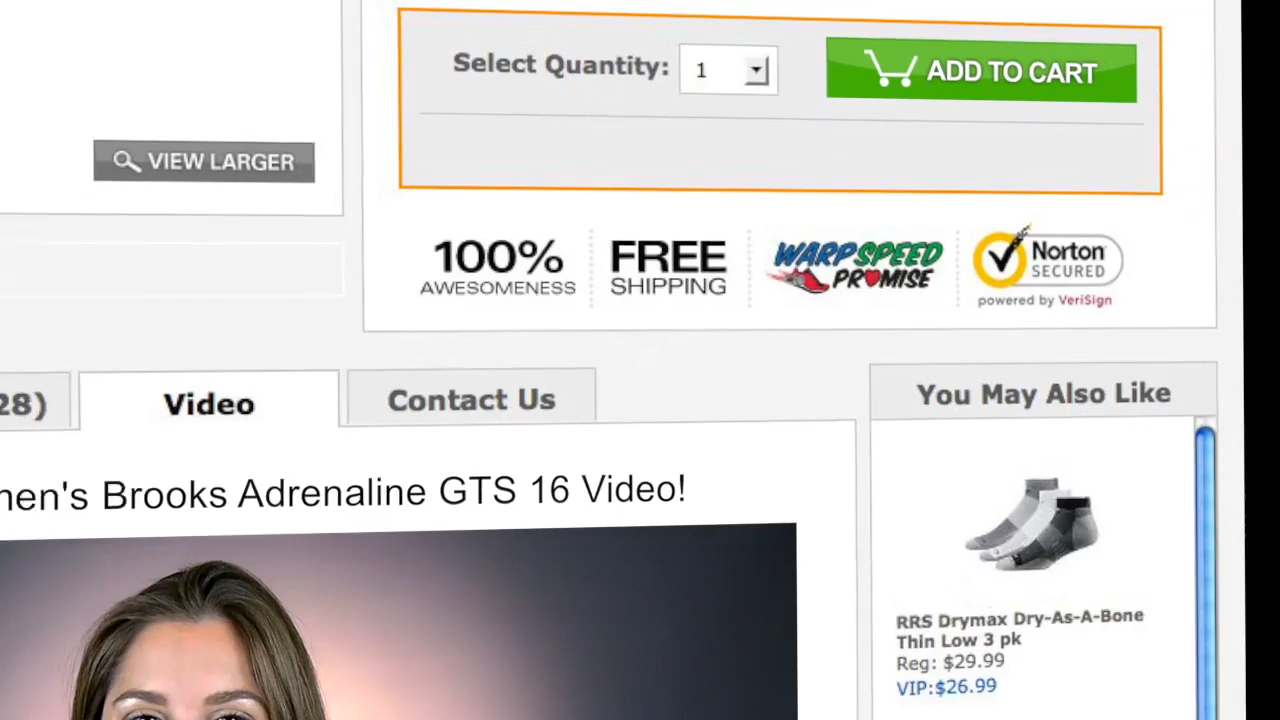 Select Quantity: 1
ADD TO CART
VIEW LARGER
100%
AWESOMENESS
FREE
SHIPPING
WARP SPEED
PROMISE
Norton
SECURED
powered by VeriSign
28)
Video
Contact Us
You May Also Like
nen's Brooks Adrenaline GTS 16 Video!
RRS Drymax Dry-As-A-Bone
Thin Low 3 pk
Reg: $29.99
VIP:$26.99